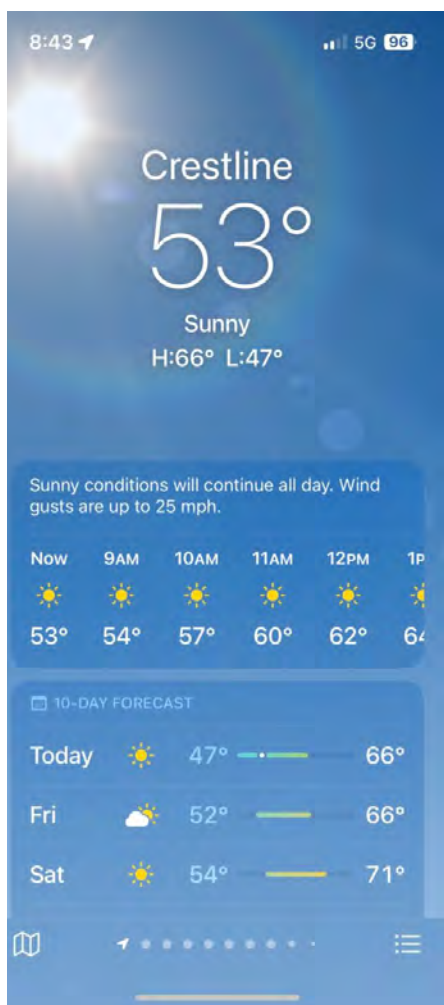 8:43 5G 96
Crestline
53°
Sunny
H:66° L:47°
Sunny conditions will continue all day. Wind
gusts are up to 25 mph.
Now 9AM 10AM 11AM 12PM 1P
53° 54° 57° 60° 62° 64
10-DAY FORECAST
Today 47° 66°
Fri 52° 66°
Sat 54° 71°